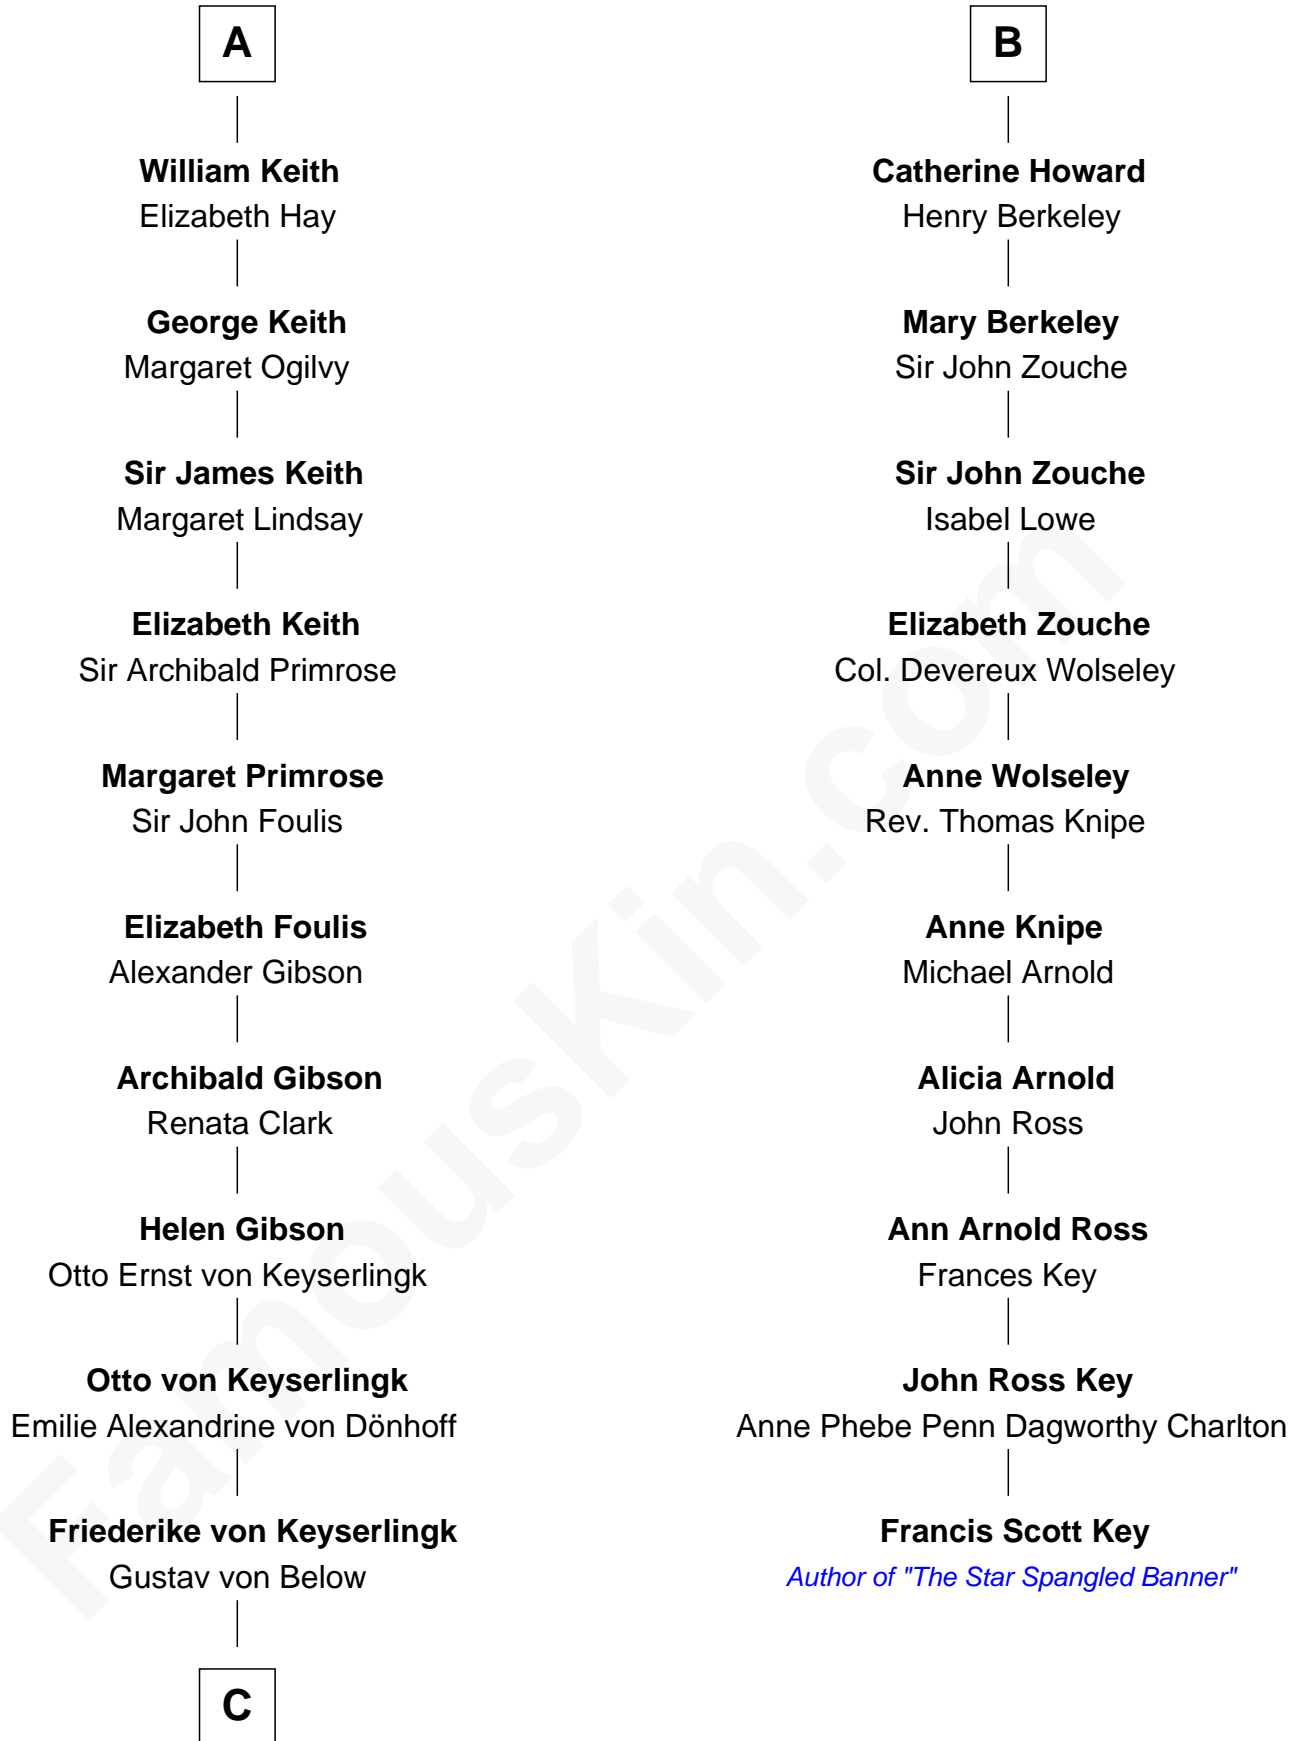 A
William Keith
Elizabeth Hay
George Keith
Margaret Ogilvy
Sir James Keith
Margaret Lindsay
Elizabeth Keith
Sir Archibald Primrose
Margaret Primrose
Sir John Foulis
Elizabeth Foulis
Alexander Gibson
Archibald Gibson
Renata Clark
Helen Gibson
Otto Ernst von Keyserlingk
Otto von Keyserlingk
Emilie Alexandrine von Dönhoff
Friederike von Keyserlingk
Gustav von Below
C
B
Catherine Howard
Henry Berkeley
Mary Berkeley
Sir John Zouche
Sir John Zouche
Isabel Lowe
Elizabeth Zouche
Col. Devereux Wolseley
Anne Wolseley
Rev. Thomas Knipe
Anne Knipe
Michael Arnold
Alicia Arnold
John Ross
Ann Arnold Ross
Frances Key
John Ross Key
Anne Phebe Penn Dagworthy Charlton
Francis Scott Key
Author of "The Star Spangled Banner"
FamousKin.com